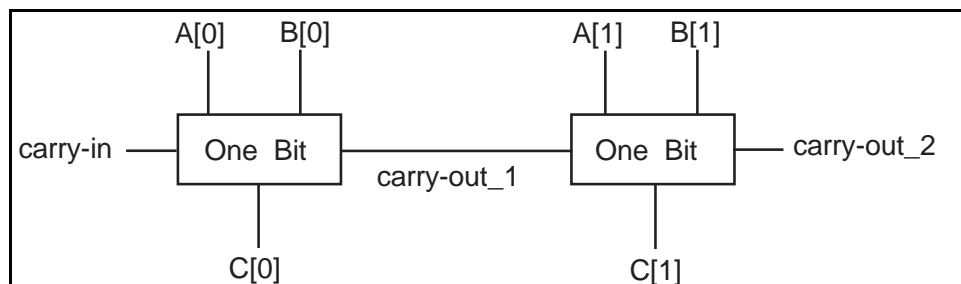 A[0] B[0] A[1] B[1]
carry-in One Bit One Bit carry-out_2
carry-out_1
C[0] C[1]